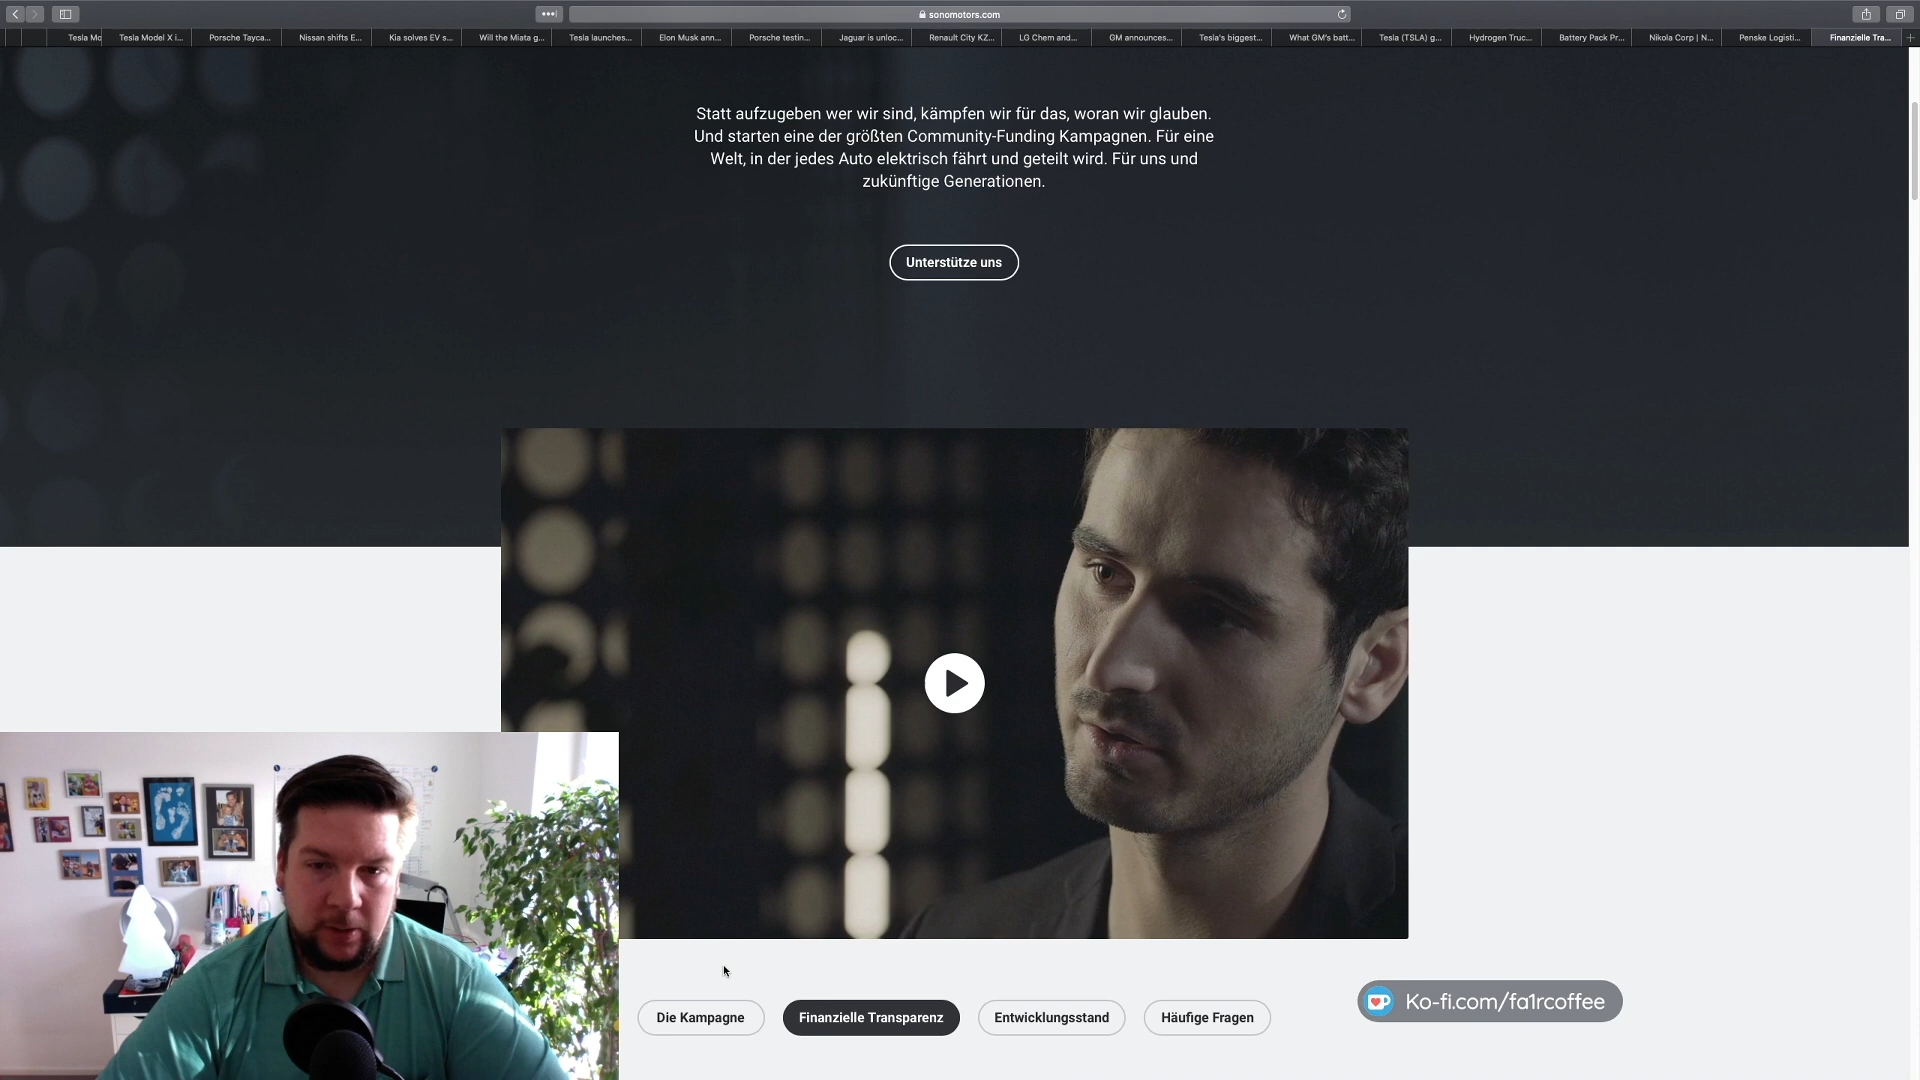 sonomotors.com
Tesla Mo
Tesla Model X i...
Porsche Tayca...
Nissan shifts E...
Kia solves EV s...
Will the Miata g...
Tesla launches...
Elon Musk ann...
Porsche testin...
Jaguar is unloc...
Renault City KZ...
LG Chem and...
GM announces...
Tesla's biggest...
What GM's batt...
Tesla (TSLA) g...
Hydrogen Truc...
Battery Pack Pr...
Nikola Corp | N...
Penske Logisti...
Finanzielle Tra...
Statt aufzugeben wer wir sind, kämpfen wir für das, woran wir glauben.
Und starten eine der größten Community-Funding Kampagnen. Für eine
Welt, in der jedes Auto elektrisch fährt und geteilt wird. Für uns und
zukünftige Generationen.
Unterstütze uns
Die Kampagne
Finanzielle Transparenz
Entwicklungsstand
Häufige Fragen
Ko-fi.com/fa1rcoffee